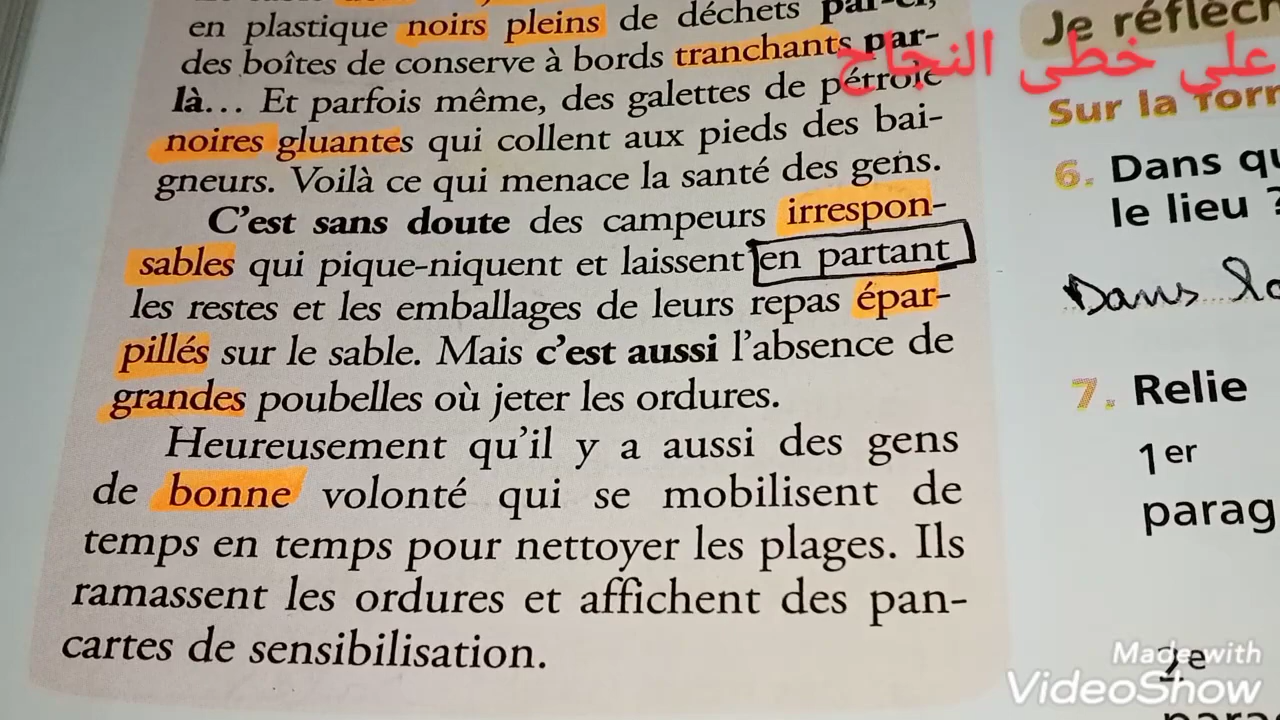 en plastique noirs pleins de déchets par-ci,
des boîtes de conserve à bords tranchants par-
là... Et parfois même, des galettes de pétrole
noires gluantes qui collent aux pieds des bai-
gneurs. Voilà ce qui menace la santé des gens.
C'est sans doute des campeurs irrespon-
sables qui pique-niquent et laissent en partant
les restes et les emballages de leurs repas épar-
pillés sur le sable. Mais c'est aussi l'absence de
grandes poubelles où jeter les ordures.
Heureusement qu'il y a aussi des gens
de bonne volonté qui se mobilisent de
temps en temps pour nettoyer les plages. Ils
ramassent les ordures et affichent des pan-
cartes de sensibilisation.
على خطى النجاح
Je réfléch
Sur la for
6. Dans qu
le lieu ?
Dans la
7. Relie
1er
parag
2e
Made with
VideoShow